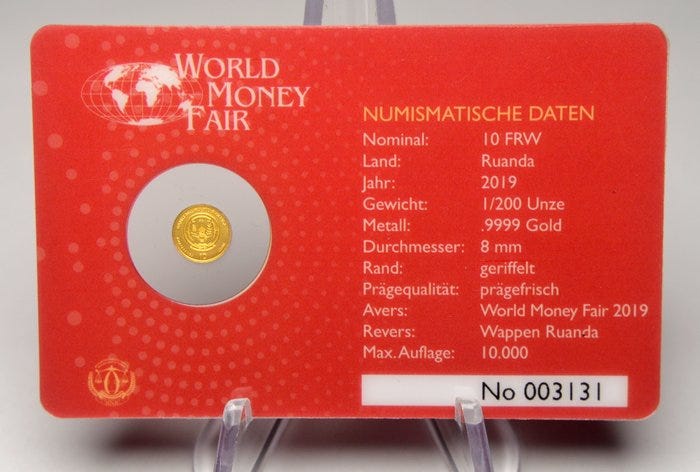 WORLD
MONEY
FAIR
NUMISMATISCHE DATEN
Nominal: 10 FRW
Land: Ruanda
Jahr: 2019
Gewicht: 1/200 Unze
Metall: .9999 Gold
Durchmesser: 8 mm
Rand: geriffelt
Prägequalität: prägefrisch
Avers: World Money Fair 2019
Revers: Wappen Ruanda
Max. Auflage: 10.000
No 003131